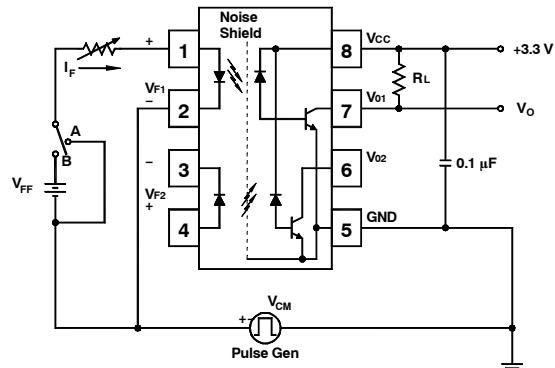 Noise
Shield
+ 1 8 VCC +3.3 V
IF
VF1
RL
− 2 7 V01 VO
A
B
− 3 6 V02
0.1 µF
VFF
VF2
+ 4 5 GND
VCM
+ −
Pulse Gen